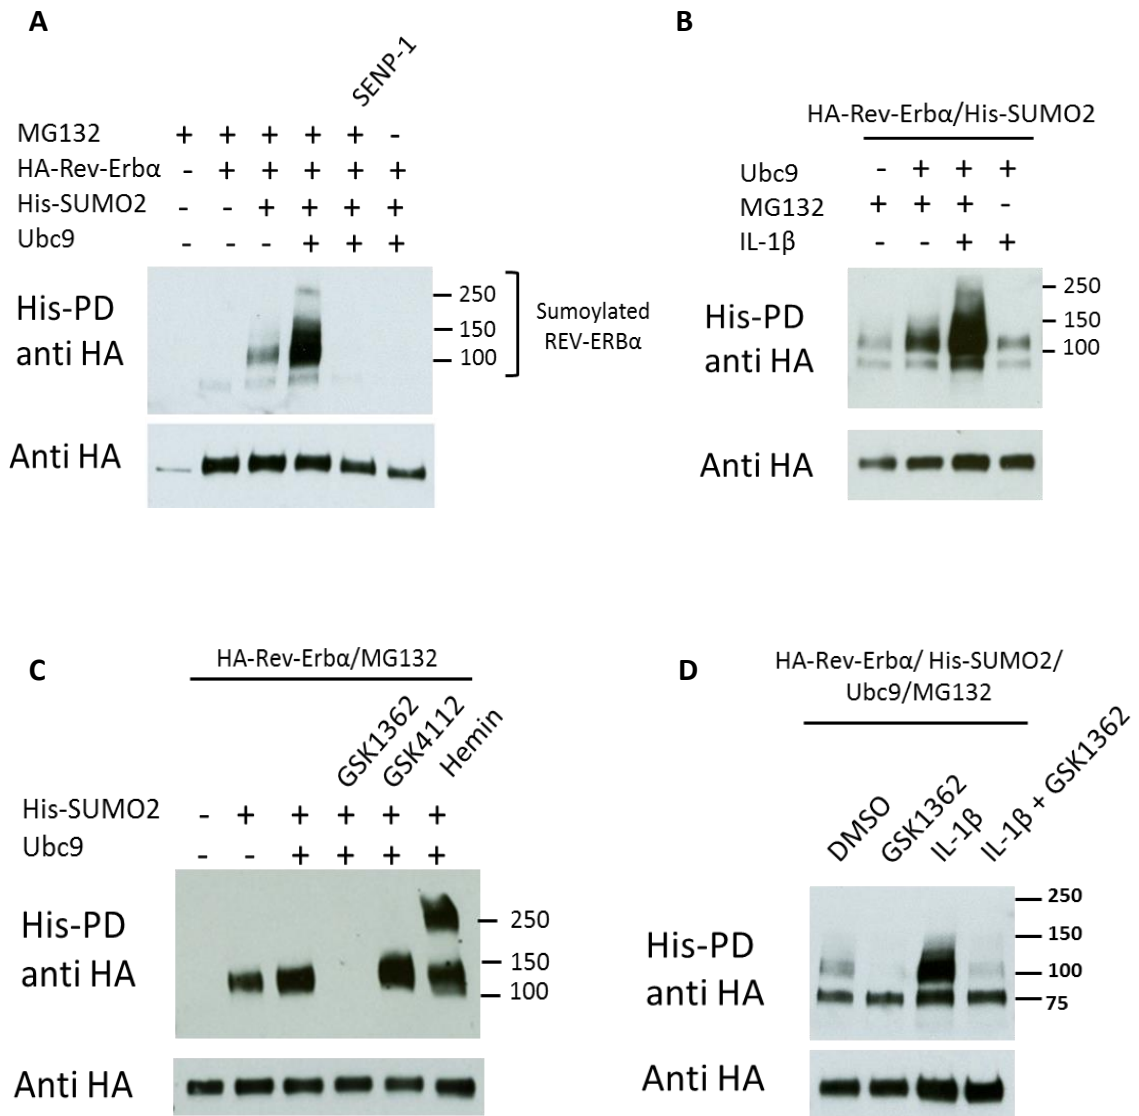 A
SENP-1
MG132 + + + + + -
HA-Rev-Erbα - + + + + +
His-SUMO2 - - + + + +
Ubc9 - - - + + +
His-PD
anti HA
250
150
100
Sumoylated
REV-ERBα
Anti HA
B
HA-Rev-Erbα/His-SUMO2
Ubc9 - + + +
MG132 + + + -
IL-1β - - + +
His-PD
anti HA
250
150
100
Anti HA
C
HA-Rev-Erbα/MG132
GSK1362
GSK4112
Hemin
His-SUMO2 - + + + + +
Ubc9 - - + + + +
His-PD
anti HA
250
150
100
Anti HA
D
HA-Rev-Erbα/ His-SUMO2/
Ubc9/MG132
DMSO
GSK1362
IL-1β
IL-1β + GSK1362
His-PD
anti HA
250
150
100
75
Anti HA